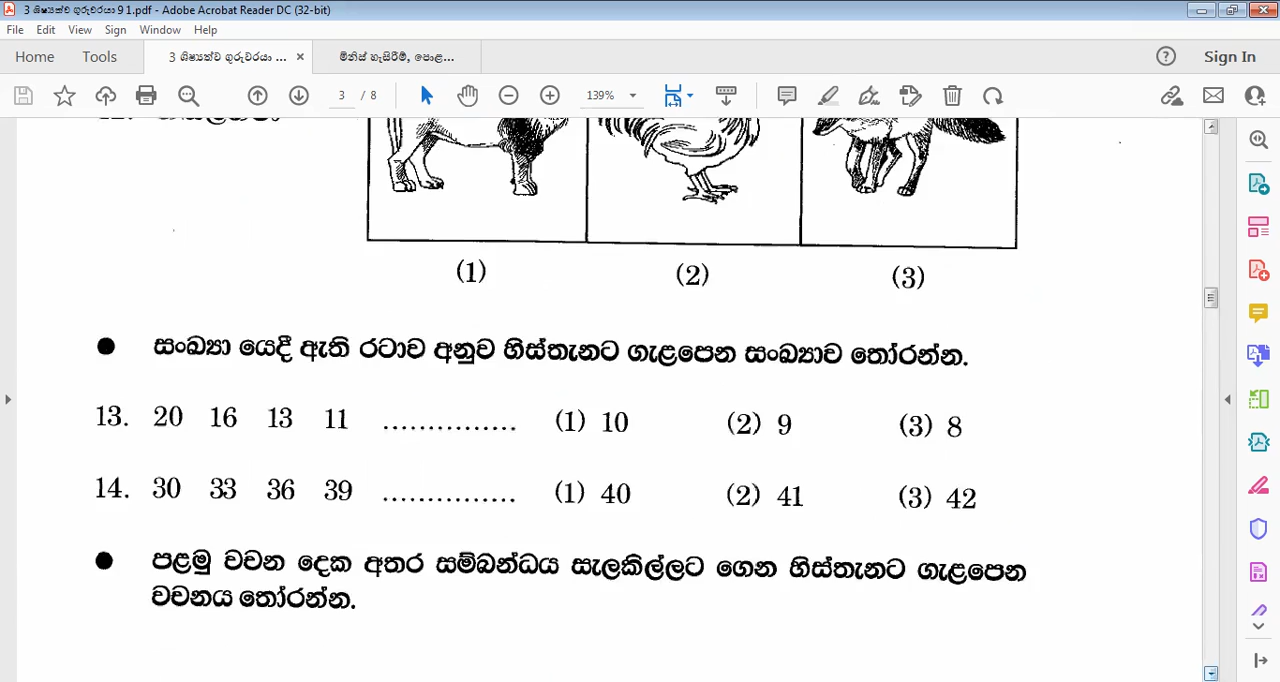 3 ශිෂ්‍යත්ව ගුරුවරයා 9 1.pdf - Adobe Acrobat Reader DC (32-bit)
File Edit View Sign Window Help
Home Tools 3 ශිෂ්‍යත්ව ගුරුවරයා ... × මිනිස් හැසිරීම්, පොළ... Sign In
3 / 8 139%
12.
(1) (2) (3)
● සංඛ්‍යා යෙදී ඇති රටාව අනුව හිස්තැනට ගැළපෙන සංඛ්‍යාව තෝරන්න.
13. 20 16 13 11 ............... (1) 10 (2) 9 (3) 8
14. 30 33 36 39 ............... (1) 40 (2) 41 (3) 42
● පළමු වචන දෙක අතර සම්බන්ධය සැලකිල්ලට ගෙන හිස්තැනට ගැළපෙන
වචනය තෝරන්න.